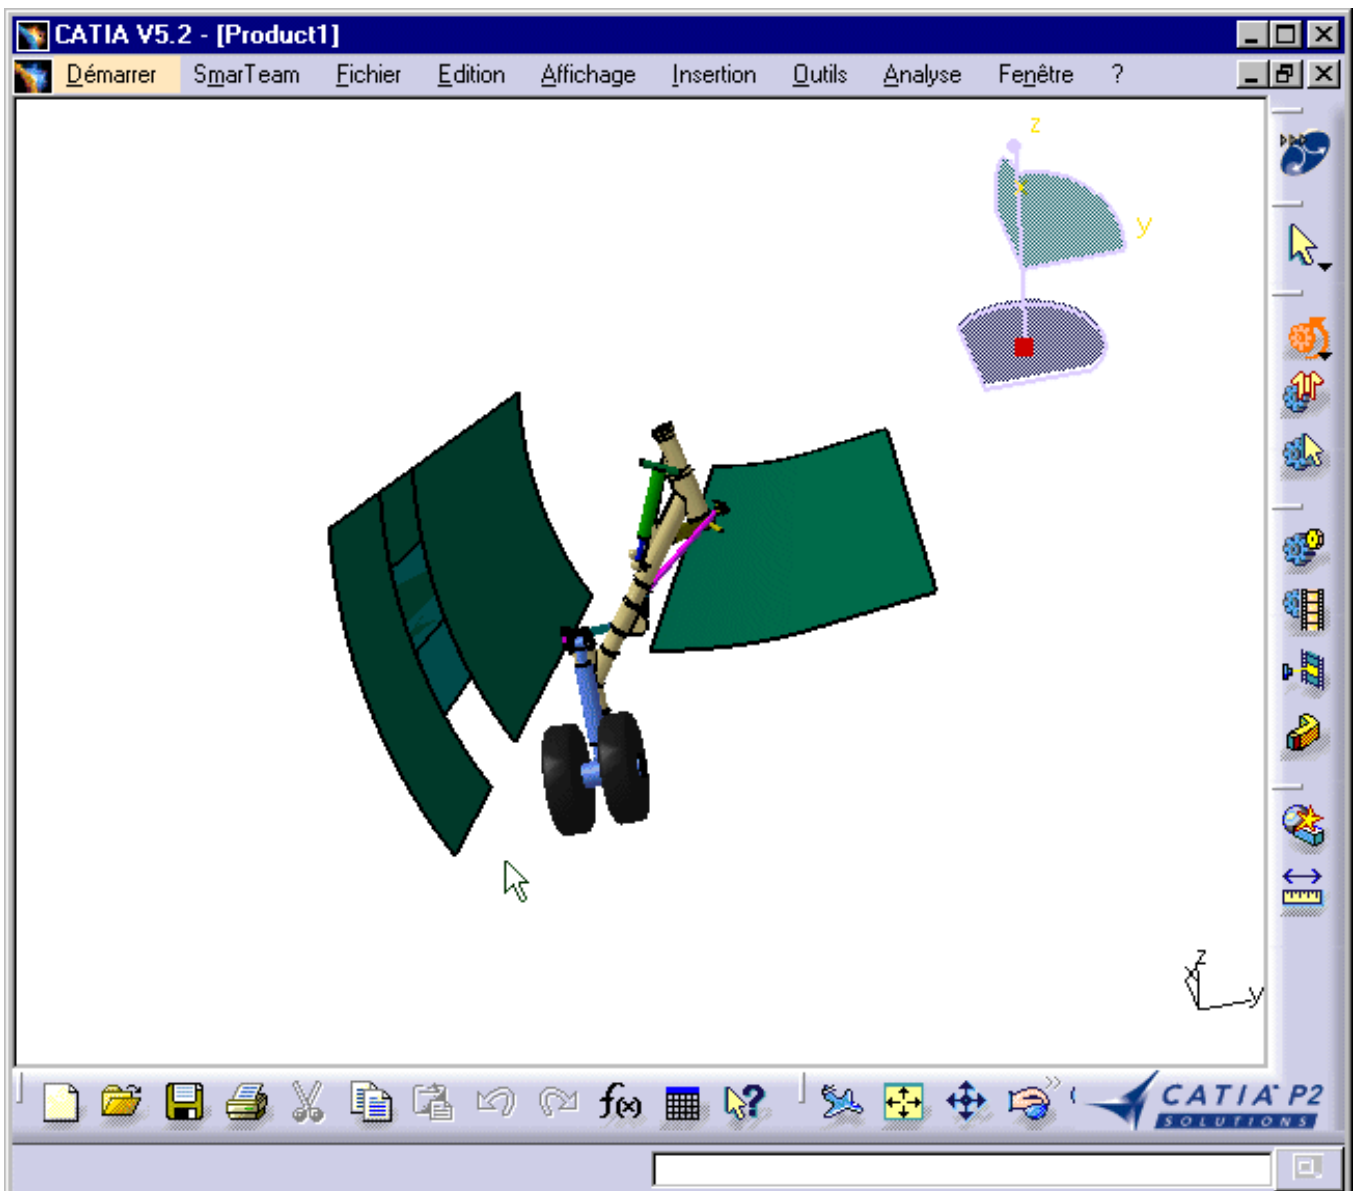 CATIA V5.2 - [Product1]
Démarrer SmarTeam Fichier Edition Affichage Insertion Outils Analyse Fenêtre ?
z
x
y
z
x
y
f(x) ?
CATIA P2
SOLUTIONS